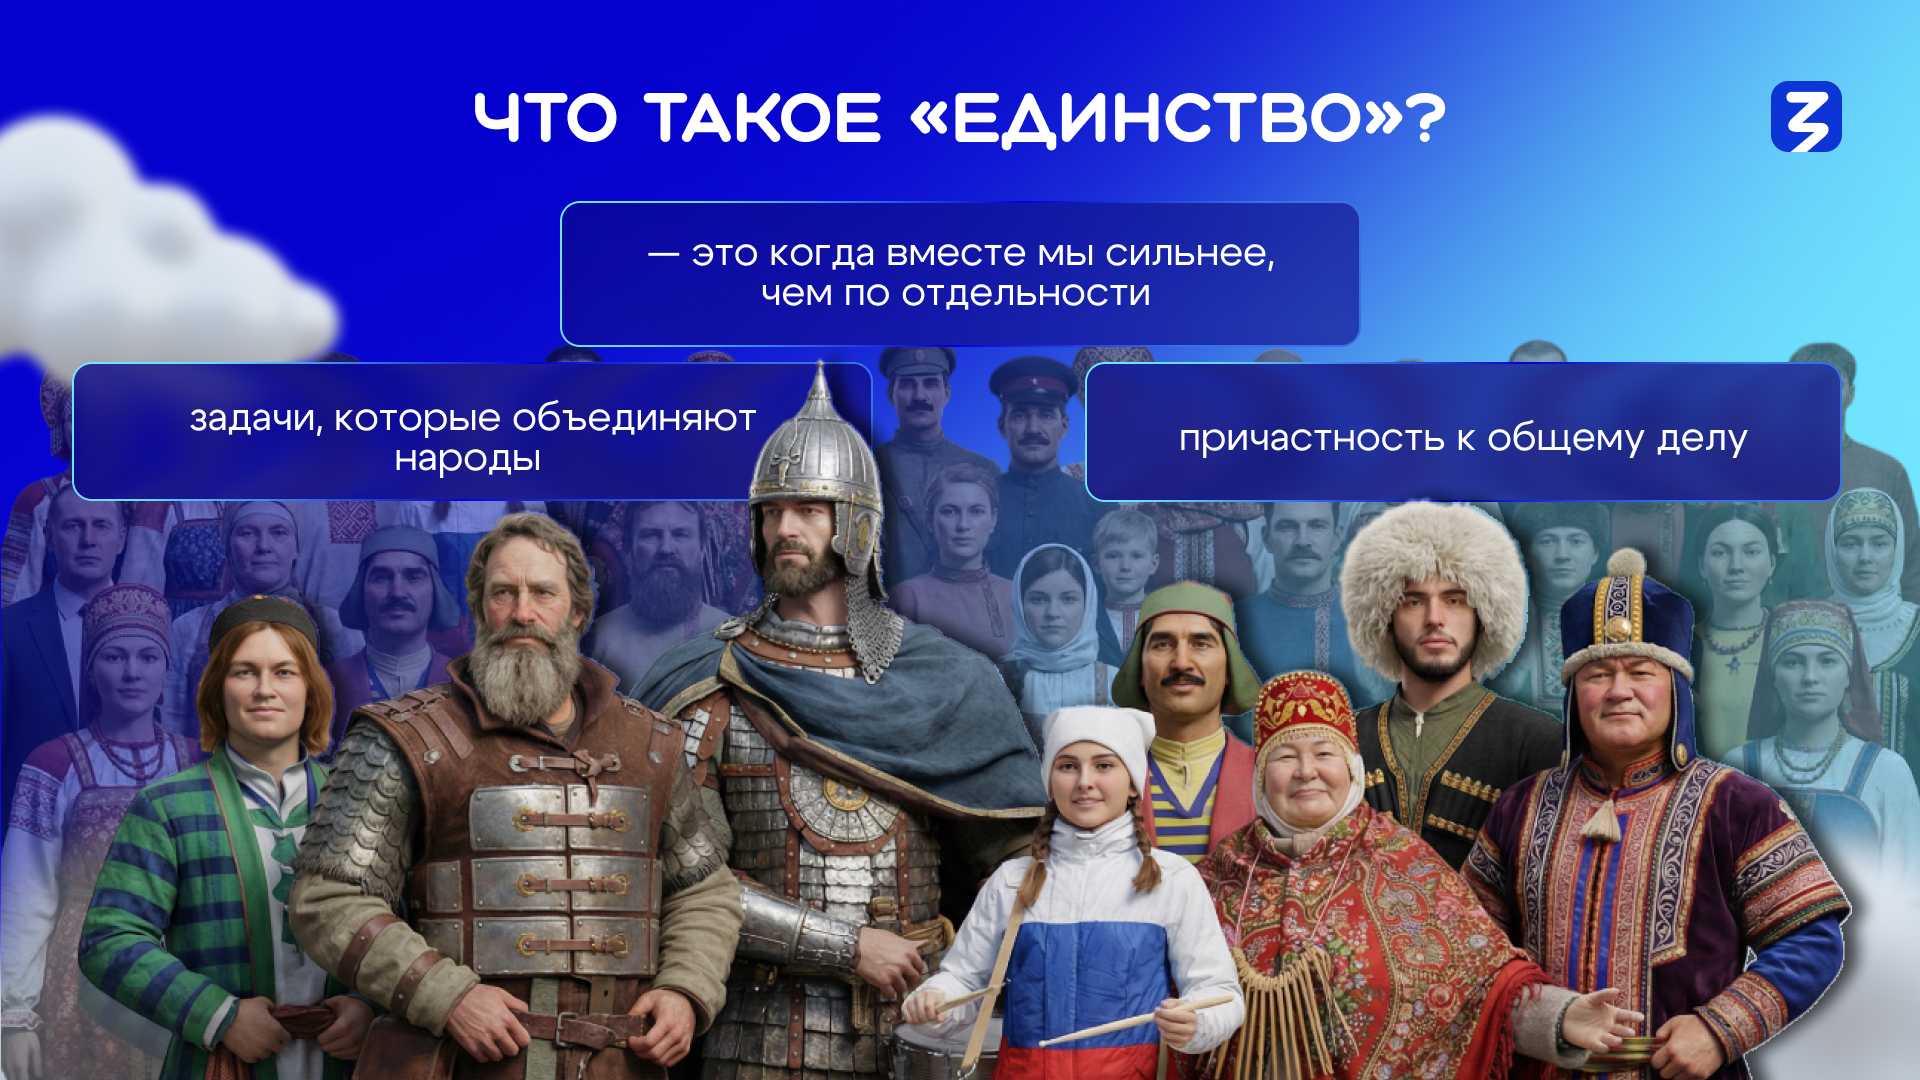 ЧТО ТАКОЕ «ЕДИНСТВО»?
— это когда вместе мы сильнее,
чем по отдельности
задачи, которые объединяют
народы
причастность к общему делу